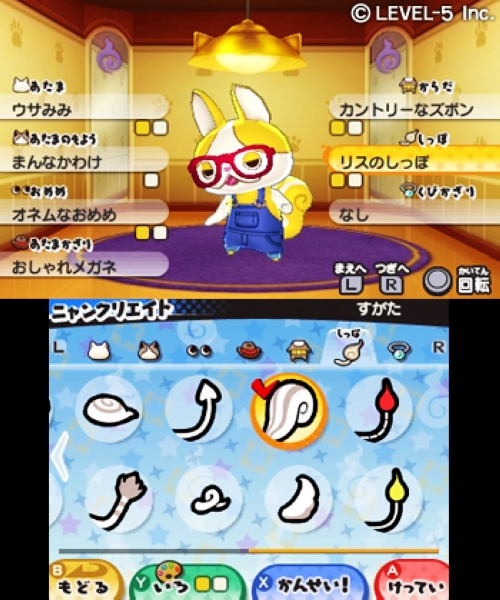 © LEVEL-5 Inc.
あたま
ウサみみ
あたまのもよう
まんなかわけ
おめめ
オネムなおめめ
あたまかざり
おしゃれメガネ
からだ
カントリーなズボン
しっぽ
リスのしっぽ
くびかざり
なし
まえへ つぎへ
L R
かいてん
回転
ニャンクリエイト
すがた
しっぽ
L R
B もどる
Y いろ
X かんせい!
A けってい